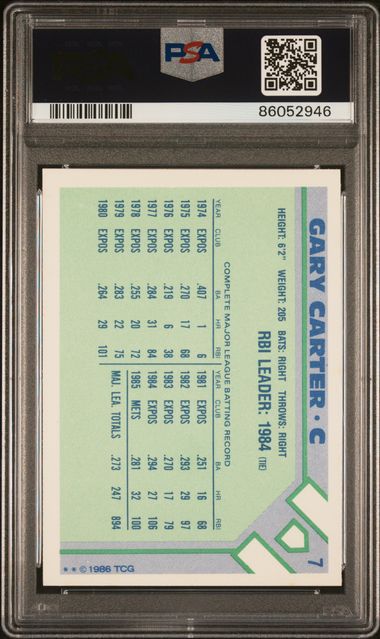 PSA
86052946
7
GARY CARTER • C
HEIGHT: 6'2" WEIGHT: 205 BATS: RIGHT THROWS: RIGHT
RBI LEADER: 1984 (TIE)
COMPLETE MAJOR LEAGUE BATTING RECORD
YEAR CLUB BA HR RBI
1974 EXPOS .407 1 6
1975 EXPOS .270 17 68
1976 EXPOS .219 6 38
1977 EXPOS .284 31 84
1978 EXPOS .255 20 72
1979 EXPOS .283 22 75
1980 EXPOS .264 29 101
YEAR CLUB BA HR RBI
1981 EXPOS .251 16 68
1982 EXPOS .293 29 97
1983 EXPOS .270 17 79
1984 EXPOS .294 27 106
1985 METS .281 32 100
MAJ. LEA. TOTALS .273 247 894
**©1986 TCG